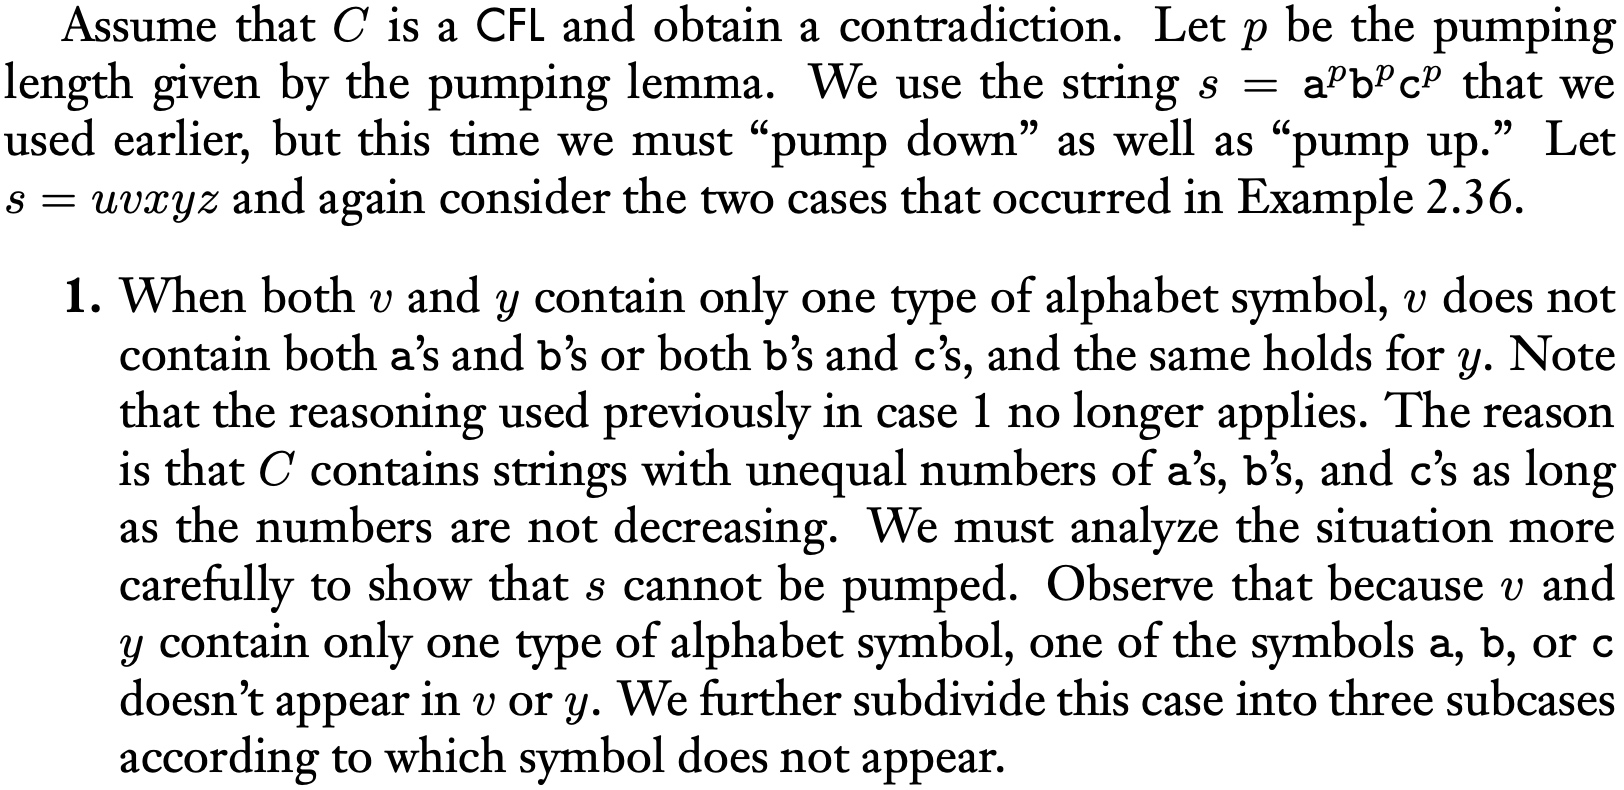 Assume that C is a CFL and obtain a contradiction. Let p be the pumping
length given by the pumping lemma. We use the string s = aᵖbᵖcᵖ that we
used earlier, but this time we must “pump down” as well as “pump up.” Let
s = uvxyz and again consider the two cases that occurred in Example 2.36.
1. When both v and y contain only one type of alphabet symbol, v does not
contain both a’s and b’s or both b’s and c’s, and the same holds for y. Note
that the reasoning used previously in case 1 no longer applies. The reason
is that C contains strings with unequal numbers of a’s, b’s, and c’s as long
as the numbers are not decreasing. We must analyze the situation more
carefully to show that s cannot be pumped. Observe that because v and
y contain only one type of alphabet symbol, one of the symbols a, b, or c
doesn’t appear in v or y. We further subdivide this case into three subcases
according to which symbol does not appear.